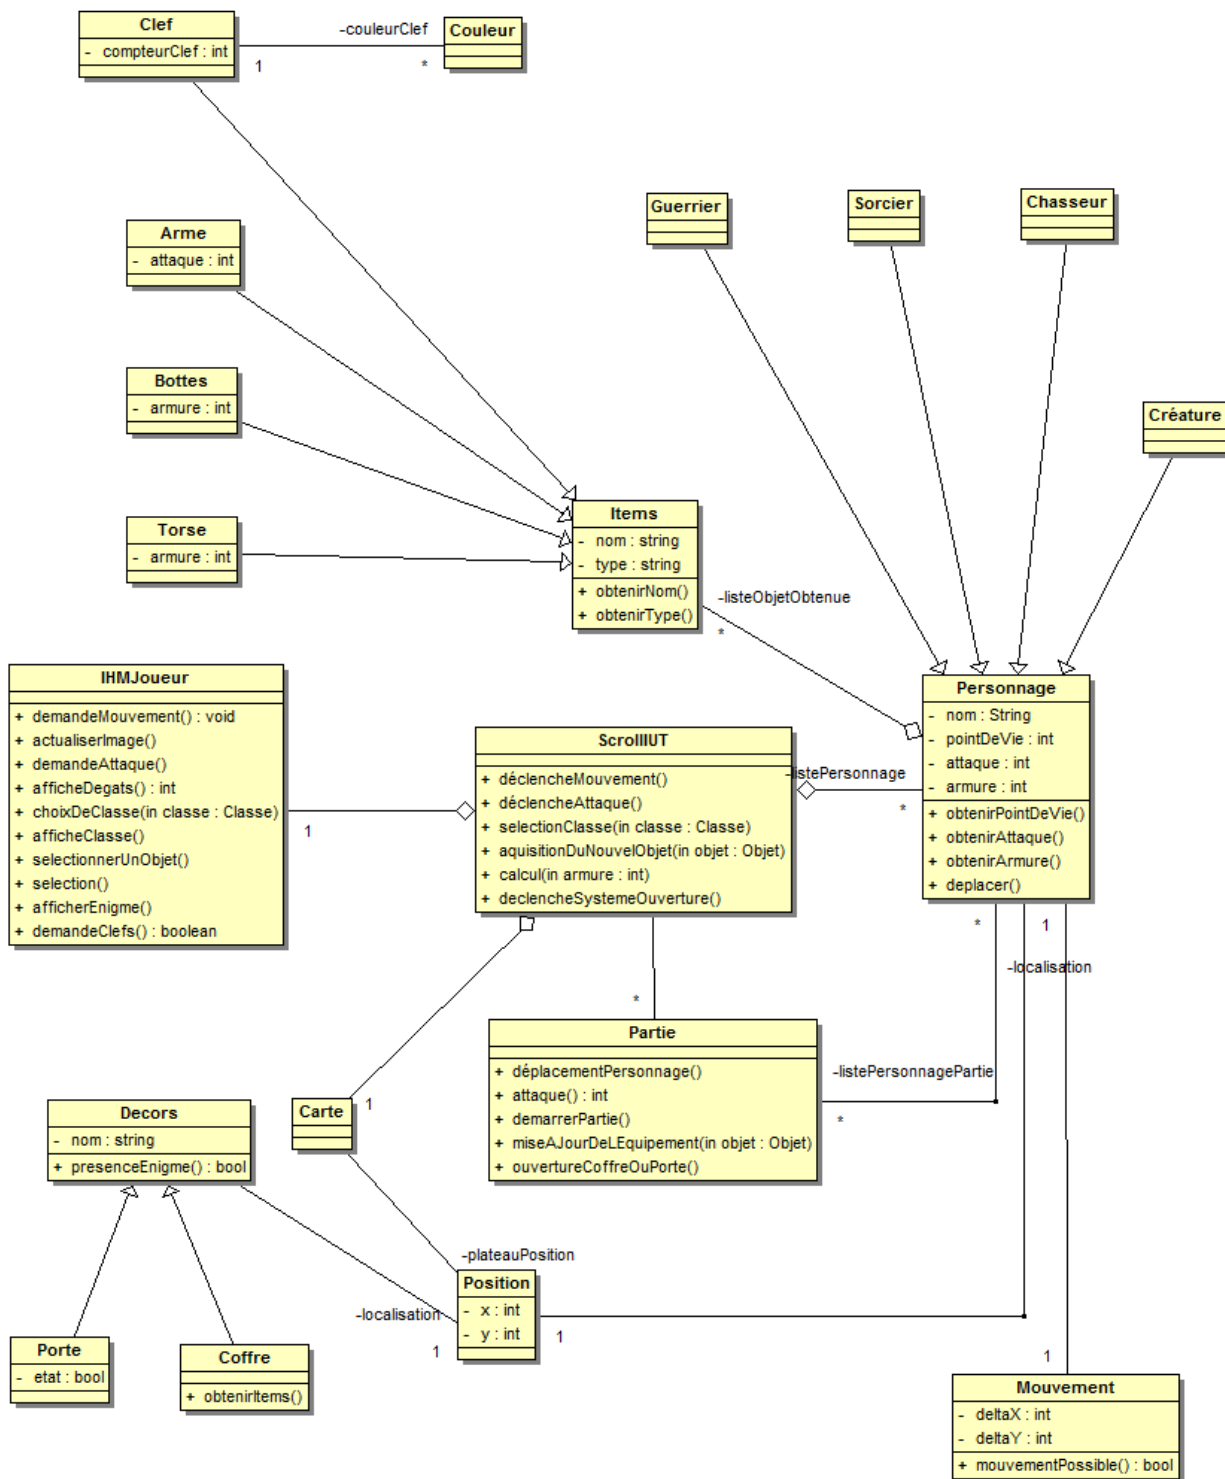 Clef
- compteurClef : int
-couleurClef
1
*
Couleur
Guerrier
Sorcier
Chasseur
Créature
Arme
- attaque : int
Bottes
- armure : int
Torse
- armure : int
Items
- nom : string
- type : string
+ obtenirNom()
+ obtenirType()
-listeObjetObtenue
*
Personnage
- nom : String
- pointDeVie : int
- attaque : int
- armure : int
+ obtenirPointDeVie()
+ obtenirAttaque()
+ obtenirArmure()
+ deplacer()
IHMJoueur
+ demandeMouvement() : void
+ actualiserImage()
+ demandeAttaque()
+ afficheDegats() : int
+ choixDeClasse(in classe : Classe)
+ afficheClasse()
+ selectionnerUnObjet()
+ selection()
+ afficherEnigme()
+ demandeClefs() : boolean
1
ScrollIUT
+ déclencheMouvement()
+ déclencheAttaque()
+ selectionClasse(in classe : Classe)
+ aquisitionDuNouvelObjet(in objet : Objet)
+ calcul(in armure : int)
+ declencheSystemeOuverture()
-listePersonnage
*
*
1
-localisation
*
Partie
+ déplacementPersonnage()
+ attaque() : int
+ demarrerPartie()
+ miseAJourDeLEquipement(in objet : Objet)
+ ouvertureCoffreOuPorte()
-listePersonnagePartie
*
Carte
1
Decors
- nom : string
+ presenceEnigme() : bool
-plateauPosition
Position
- x : int
- y : int
-localisation
1
1
Porte
- etat : bool
Coffre
+ obtenirItems()
1
Mouvement
- deltaX : int
- deltaY : int
+ mouvementPossible() : bool